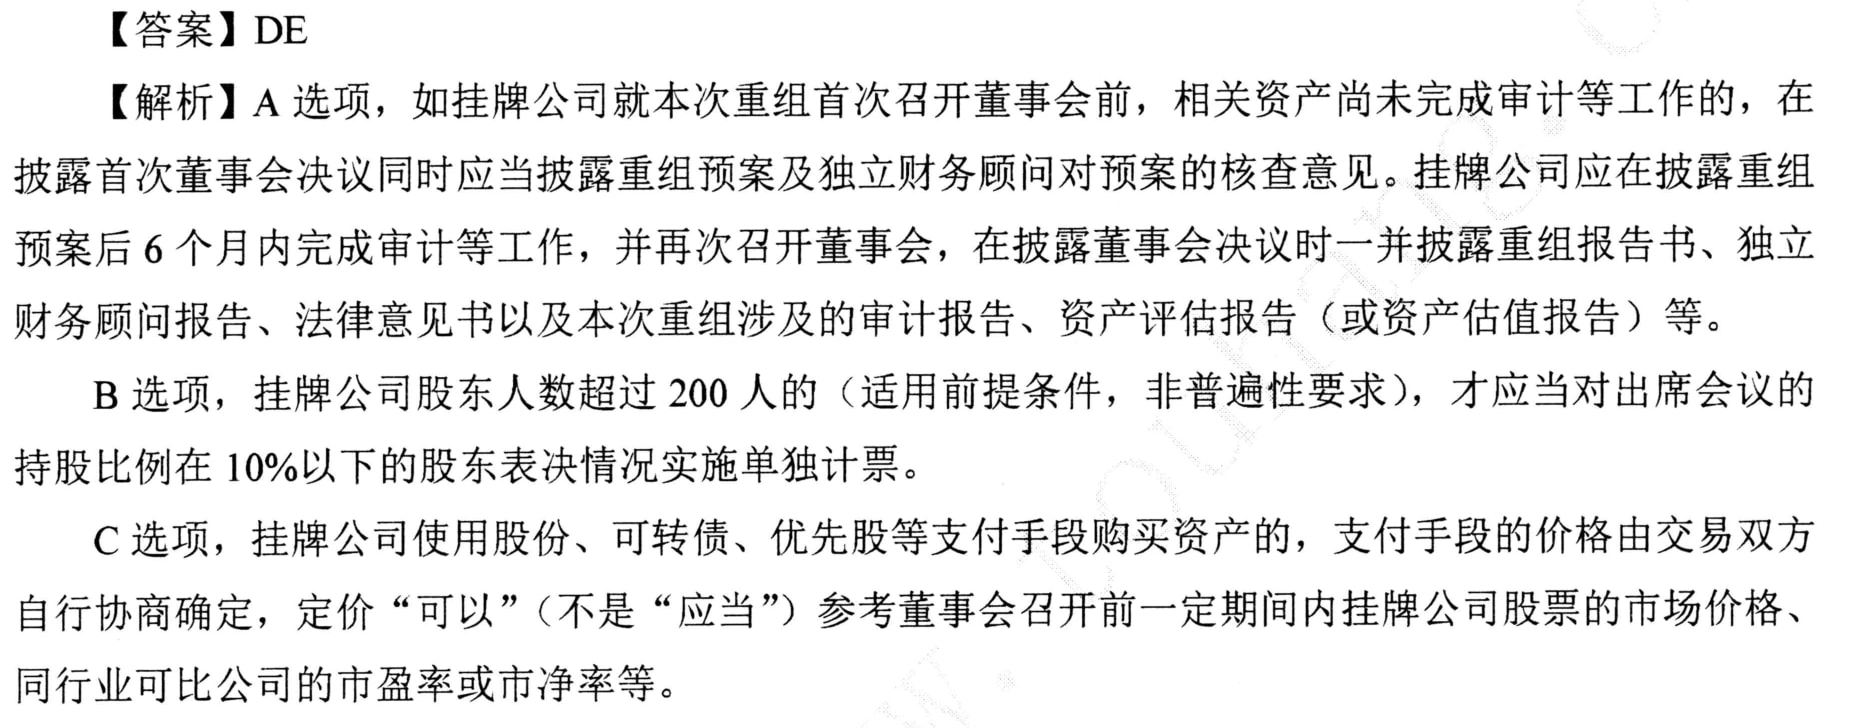 【答案】DE
【解析】A 选项，如挂牌公司就本次重组首次召开董事会前，相关资产尚未完成审计等工作的，在
披露首次董事会决议同时应当披露重组预案及独立财务顾问对预案的核查意见。挂牌公司应在披露重组
预案后 6 个月内完成审计等工作，并再次召开董事会，在披露董事会决议时一并披露重组报告书、独立
财务顾问报告、法律意见书以及本次重组涉及的审计报告、资产评估报告（或资产估值报告）等。
B 选项，挂牌公司股东人数超过 200 人的（适用前提条件，非普遍性要求），才应当对出席会议的
持股比例在 10%以下的股东表决情况实施单独计票。
C 选项，挂牌公司使用股份、可转债、优先股等支付手段购买资产的，支付手段的价格由交易双方
自行协商确定，定价“可以”（不是“应当”）参考董事会召开前一定期间内挂牌公司股票的市场价格、
同行业可比公司的市盈率或市净率等。